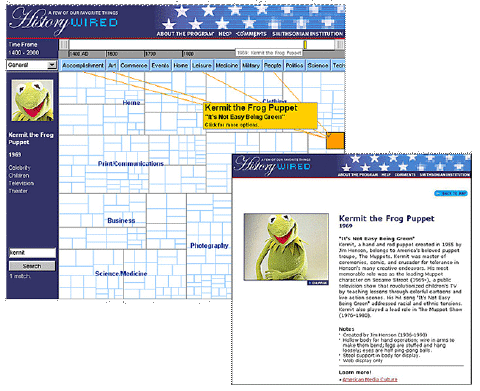 A FEW OF OUR FAVORITE THINGS
History WIRED
ABOUT THE PROGRAM HELP COMMENTS SMITHSONIAN INSTITUTION
Time Frame
1400 - 2000
1400 AD 1600 1700 1900
1969: Kermit the Frog Puppet
General
Accomplishment Art Commerce Events Home Leisure Medicine Military People Politics Science Tech
Kermit the Frog Puppet
1969
Celebrity
Children
Television
Theater
kermit
Search
1 match.
Home
Clothing
Kermit the Frog Puppet
"It's Not Easy Being Green"
Click for more options.
Print/Communications
Business
Photography
Science/Medicine
A FEW OF OUR FAVORITE THINGS
History WIRED
ABOUT THE PROGRAM HELP COMMENTS SMITHSONIAN INSTITUTION
Kermit the Frog Puppet
1969
"It's Not Easy Being Green"
Kermit, a hand and rod puppet created in 1955 by
Jim Henson, belongs to America's beloved puppet
troupe, The Muppets. Kermit was master of
ceremonies, comic, and crusader for tolerance in
Henson's many creative endeavors. His most
memorable role was as the leading Muppet
character on Sesame Street (1969-), a public
television show that revolutionized children's TV
by teaching lessons through colorful cartoons and
live action scenes. His hit song "It's Not Easy
Being Green" addressed racial and ethnic tensions.
Kermit also played a lead role in The Muppet Show
(1976-1981).
Notes
Created by Jim Henson (1936-1990)
Hollow body for hand operation; wire in arms to
make them bend; legs are stuffed and hang
loosely; eyes are half ping-pong balls.
Steel support in body for display.
Web display only
Learn more!
American Media Culture